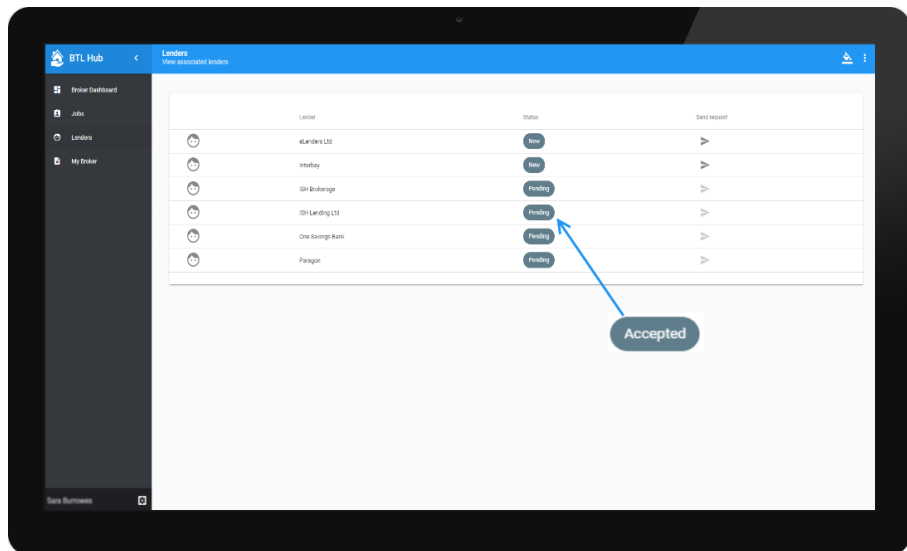 BTL Hub
Lenders
View associated lenders
Broker Dashboard
Jobs
Lenders
My Broker
Lender Status Send request
eLenders Ltd New
Interbay New
ISH Brokerage Pending
ISH Lending Ltd Pending
One Savings Bank Pending
Paragon Pending
Accepted
Sara Burrowes